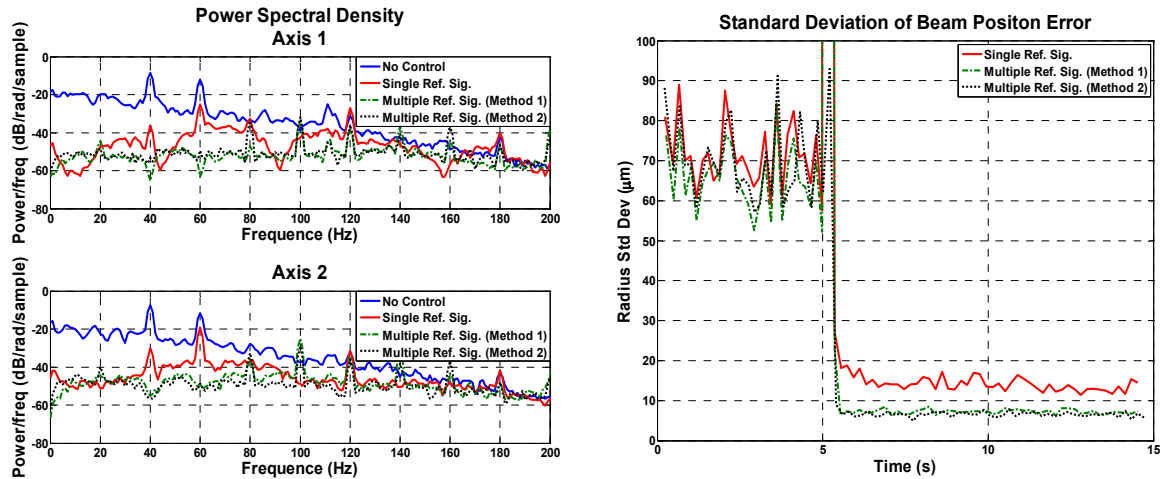 Power Spectral Density
Axis 1
Power/freq (dB/rad/sample)
0
-20
-40
-60
-80
No Control
Single Ref. Sig.
Multiple Ref. Sig. (Method 1)
Multiple Ref. Sig. (Method 2)
0 20 40 60 80 100 120 140 160 180 200
Frequence (Hz)
Axis 2
Power/freq (dB/rad/sample)
0
-20
-40
-60
-80
No Control
Single Ref. Sig.
Multiple Ref. Sig. (Method 1)
Multiple Ref. Sig. (Method 2)
0 20 40 60 80 100 120 140 160 180 200
Frequence (Hz)
Standard Deviation of Beam Positon Error
Radius Std Dev (μm)
100
90
80
70
60
50
40
30
20
10
0
Single Ref. Sig.
Multiple Ref. Sig. (Method 1)
Multiple Ref. Sig. (Method 2)
0 5 10 15
Time (s)